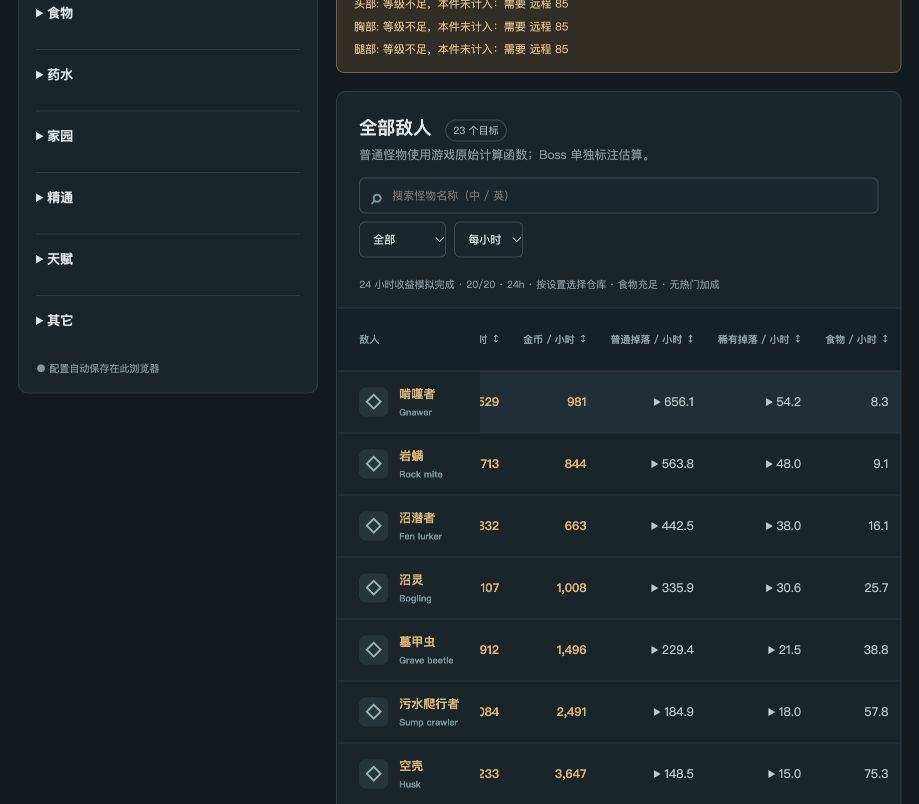 食物
药水
家园
精通
天赋
其它
配置自动保存在此浏览器
头部: 等级不足，本件未计入：需要 远程 85
胸部: 等级不足，本件未计入：需要 远程 85
腿部: 等级不足，本件未计入：需要 远程 85
全部敌人 23 个目标
普通怪物使用游戏原始计算函数；Boss 单独标注估算。
搜索怪物名称（中 / 英）
全部 每小时
24 小时收益模拟完成 · 20/20 · 24h · 按设置选择仓库 · 食物充足 · 无热门加成
敌人 时 金币 / 小时 普通掉落 / 小时 稀有掉落 / 小时 食物 / 小时
啃噬者 529 981 656.1 54.2 8.3
Gnawer
岩螨 713 844 563.8 48.0 9.1
Rock mite
沼潜者 332 663 442.5 38.0 16.1
Fen lurker
沼灵 107 1,008 335.9 30.6 25.7
Bogling
墓甲虫 912 1,496 229.4 21.5 38.8
Grave beetle
污水爬行者 084 2,491 184.9 18.0 57.8
Sump crawler
空壳 233 3,647 148.5 15.0 75.3
Husk